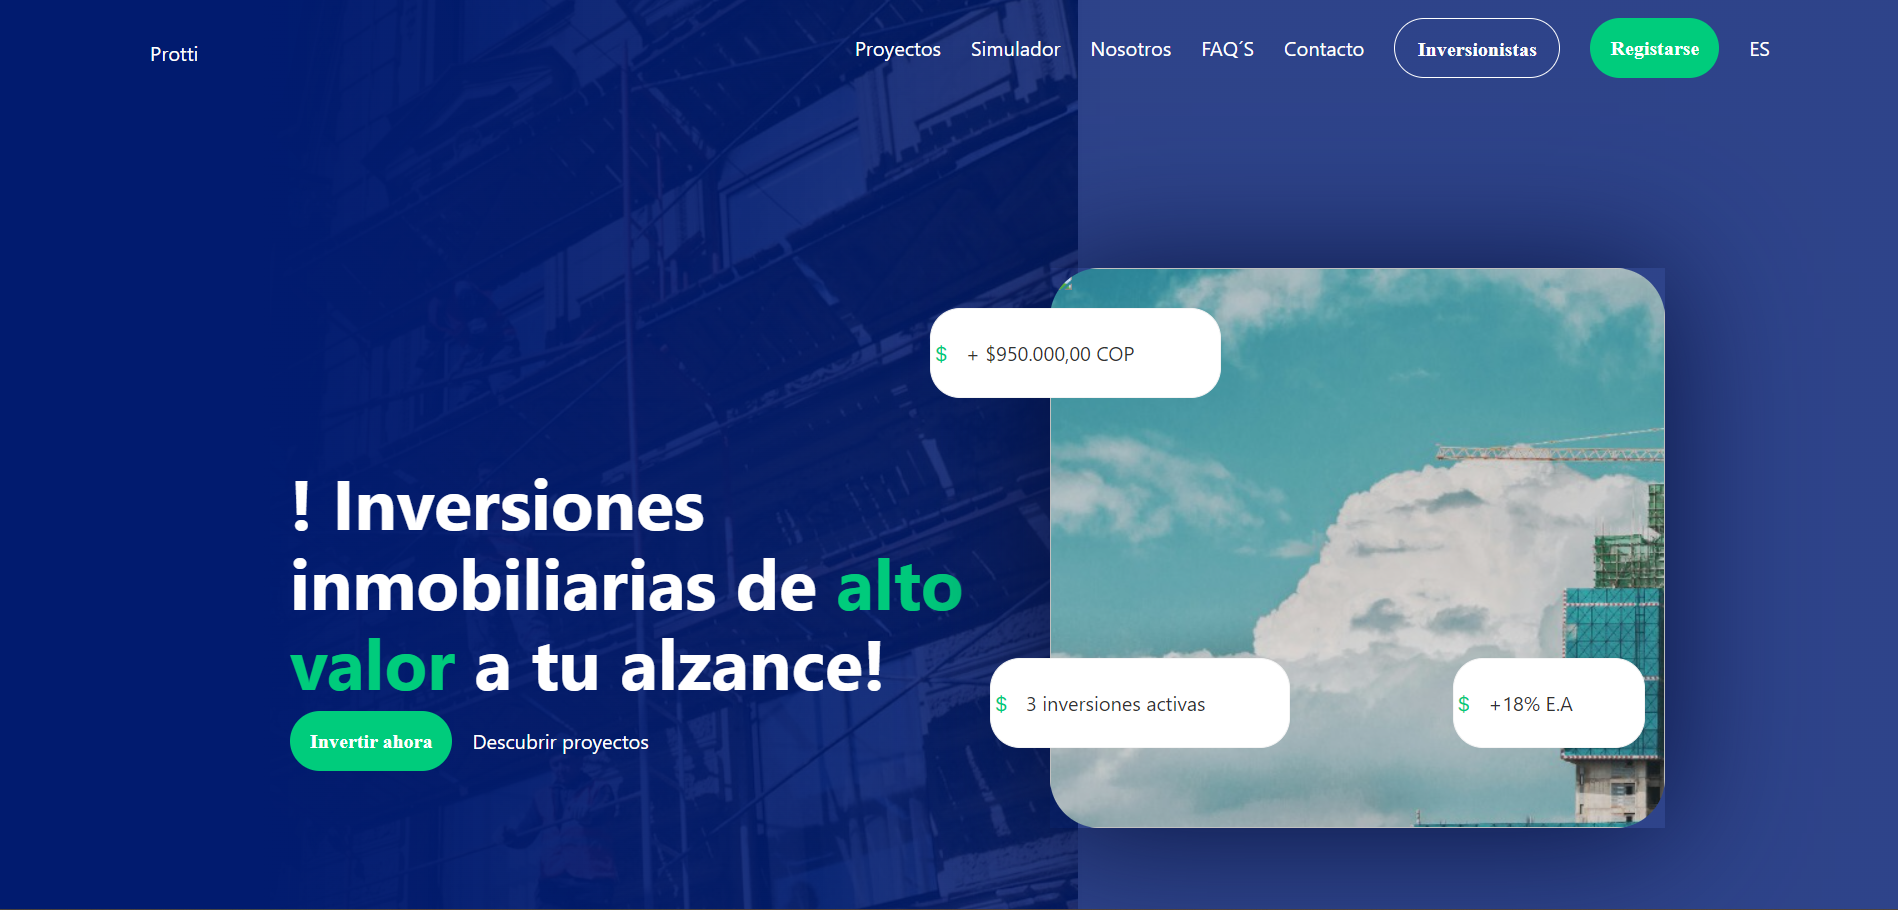 Protti
Proyectos Simulador Nosotros FAQ´S Contacto Inversionistas Registarse ES
$ + $950.000,00 COP
! Inversiones
inmobiliarias de alto
valor a tu alzance!
$ 3 inversiones activas
$ +18% E.A
Invertir ahora Descubrir proyectos